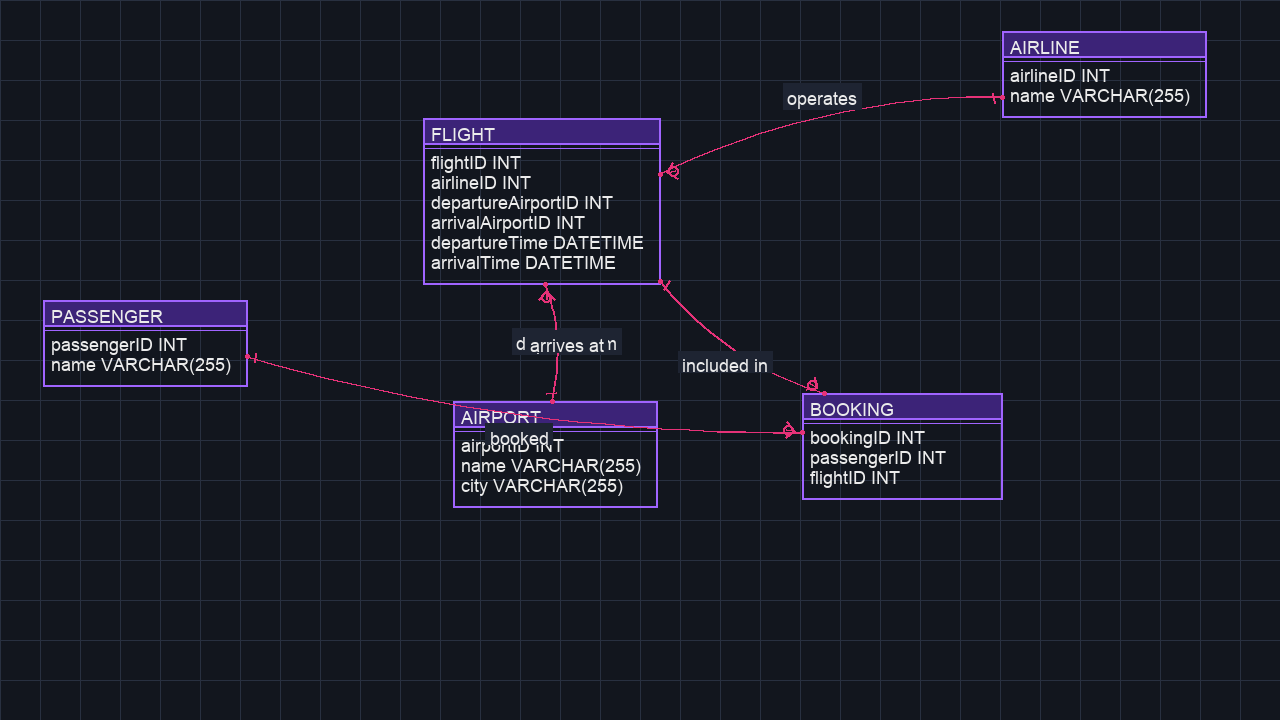 AIRLINE
airlineID INT
name VARCHAR(255)
operates
FLIGHT
flightID INT
airlineID INT
departureAirportID INT
arrivalAirportID INT
departureTime DATETIME
arrivalTime DATETIME
PASSENGER
passengerID INT
name VARCHAR(255)
arrives at
included in
AIRPORT
booked
airportID INT
name VARCHAR(255)
city VARCHAR(255)
BOOKING
bookingID INT
passengerID INT
flightID INT